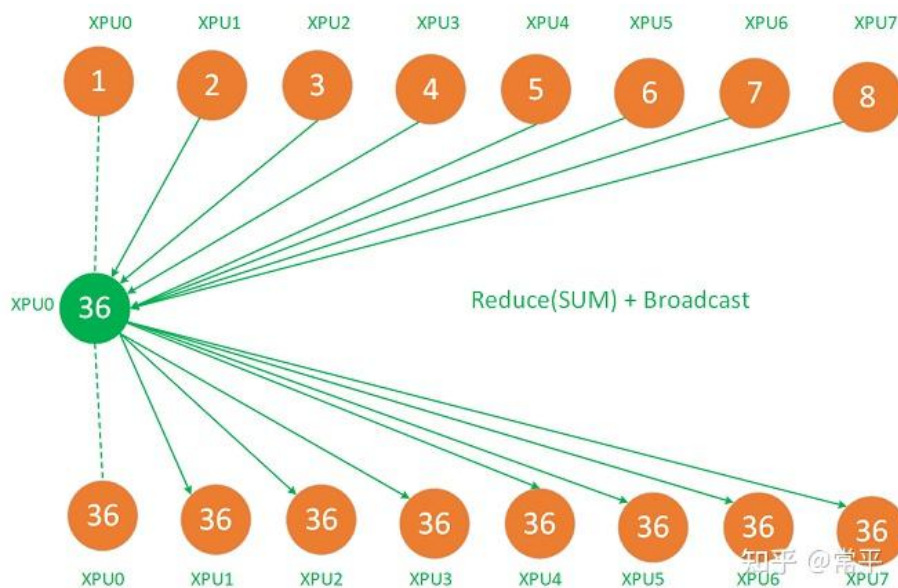 XPU0 XPU1 XPU2 XPU3 XPU4 XPU5 XPU6 XPU7
1 2 3 4 5 6 7 8
XPU0 36 Reduce(SUM) + Broadcast
36 36 36 36 36 36 36 36
知乎 @常平
XPU0 XPU1 XPU2 XPU3 XPU4 XPU5 XPU6 XPU7